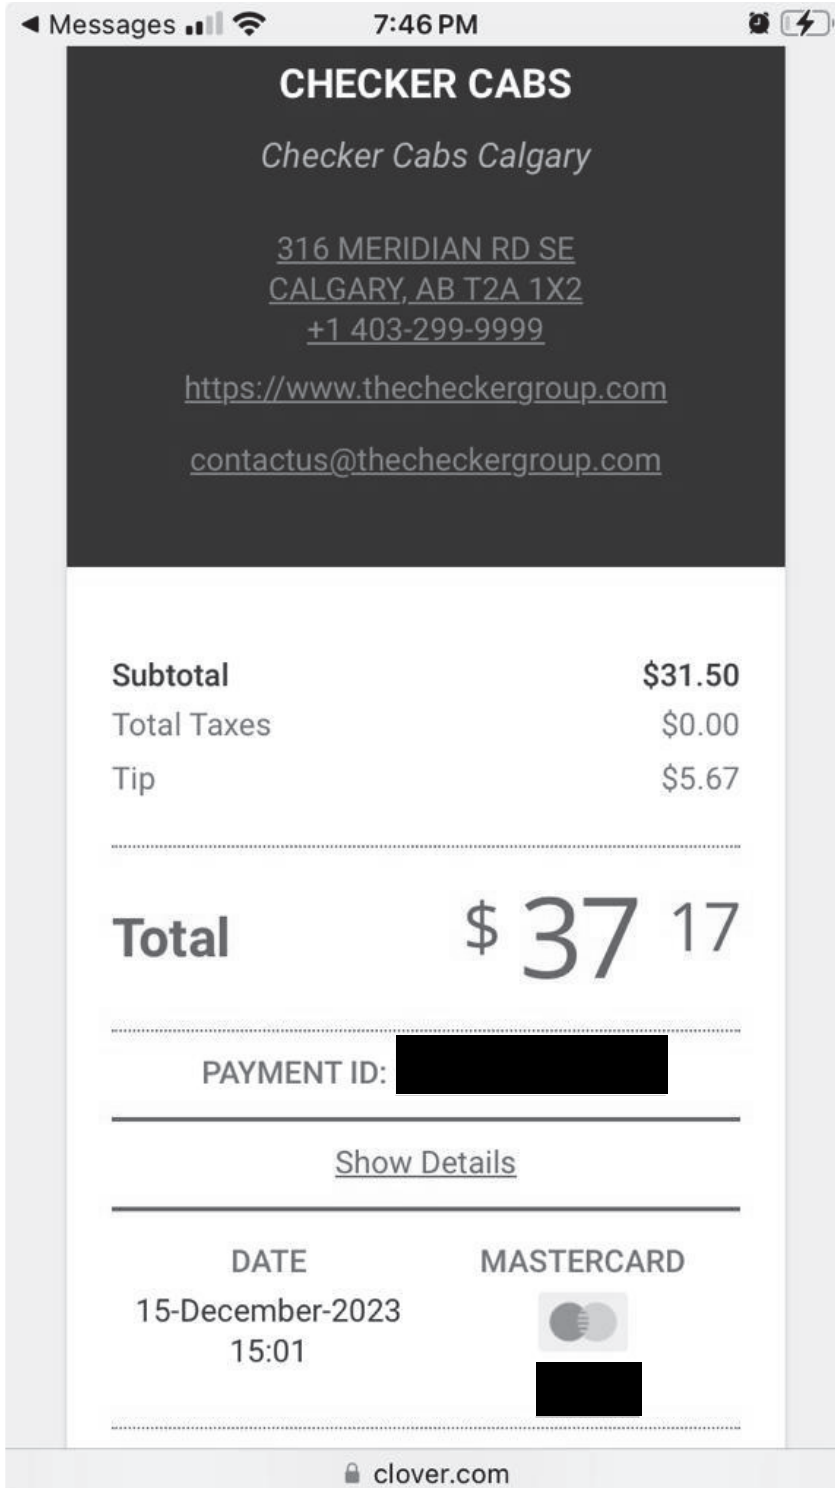 ◀ Messages 7:46 PM
CHECKER CABS
Checker Cabs Calgary
316 MERIDIAN RD SE
CALGARY, AB T2A 1X2
+1 403-299-9999
https://www.thecheckergroup.com
contactus@thecheckergroup.com
Subtotal $31.50
Total Taxes $0.00
Tip $5.67
Total $ 37 17
PAYMENT ID:
Show Details
DATE MASTERCARD
15-December-2023
15:01
clover.com